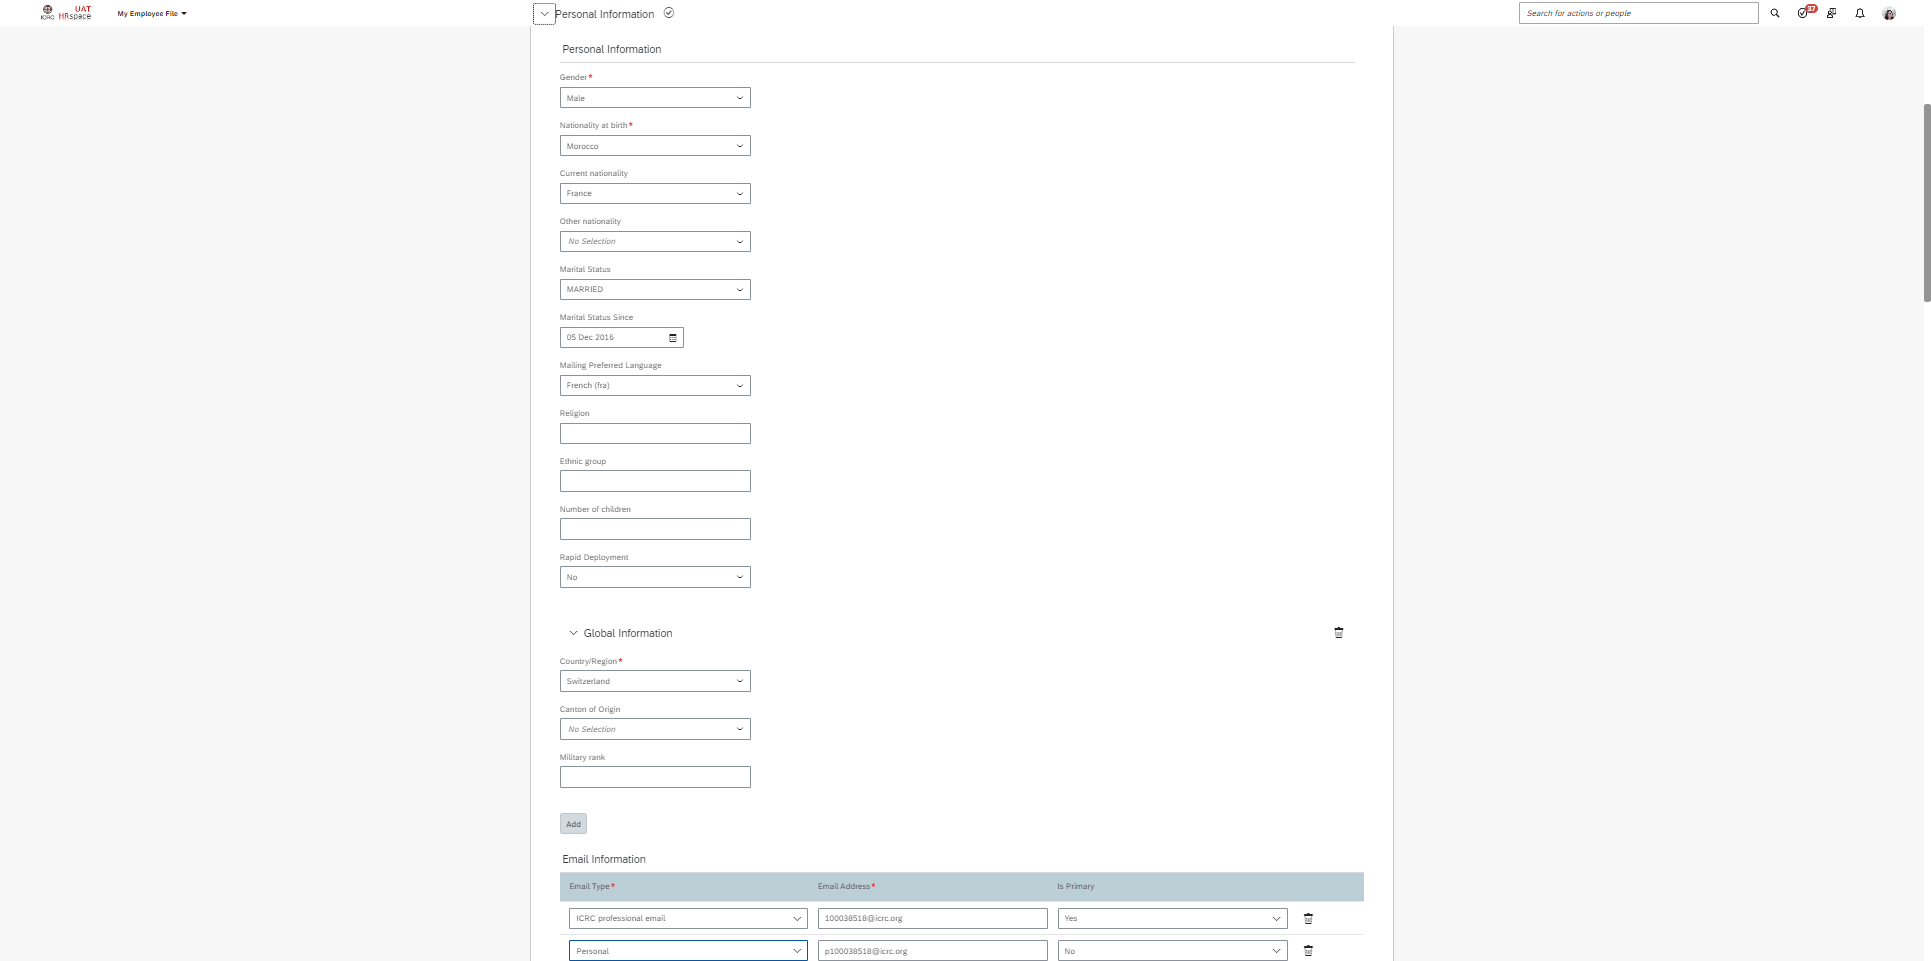 ICRC
UAT
HRspace
My Employee File
Personal Information
Search for actions or people
37
Personal Information
Gender*
Male
Nationality at birth*
Morocco
Current nationality
France
Other nationality
No Selection
Marital Status
MARRIED
Marital Status Since
05 Dec 2016
Mailing Preferred Language
French (fra)
Religion
Ethnic group
Number of children
Rapid Deployment
No
Global Information
Country/Region*
Switzerland
Canton of Origin
No Selection
Military rank
Add
Email Information
Email Type* Email Address* Is Primary
ICRC professional email 100038518@icrc.org Yes
Personal p100038518@icrc.org No